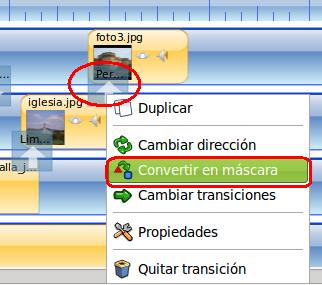 foto3.jpg
Per...
iglesia.jpg
Lim...
alla_j...
Duplicar
Cambiar dirección
Convertir en máscara
Cambiar transiciones
Propiedades
Quitar transición